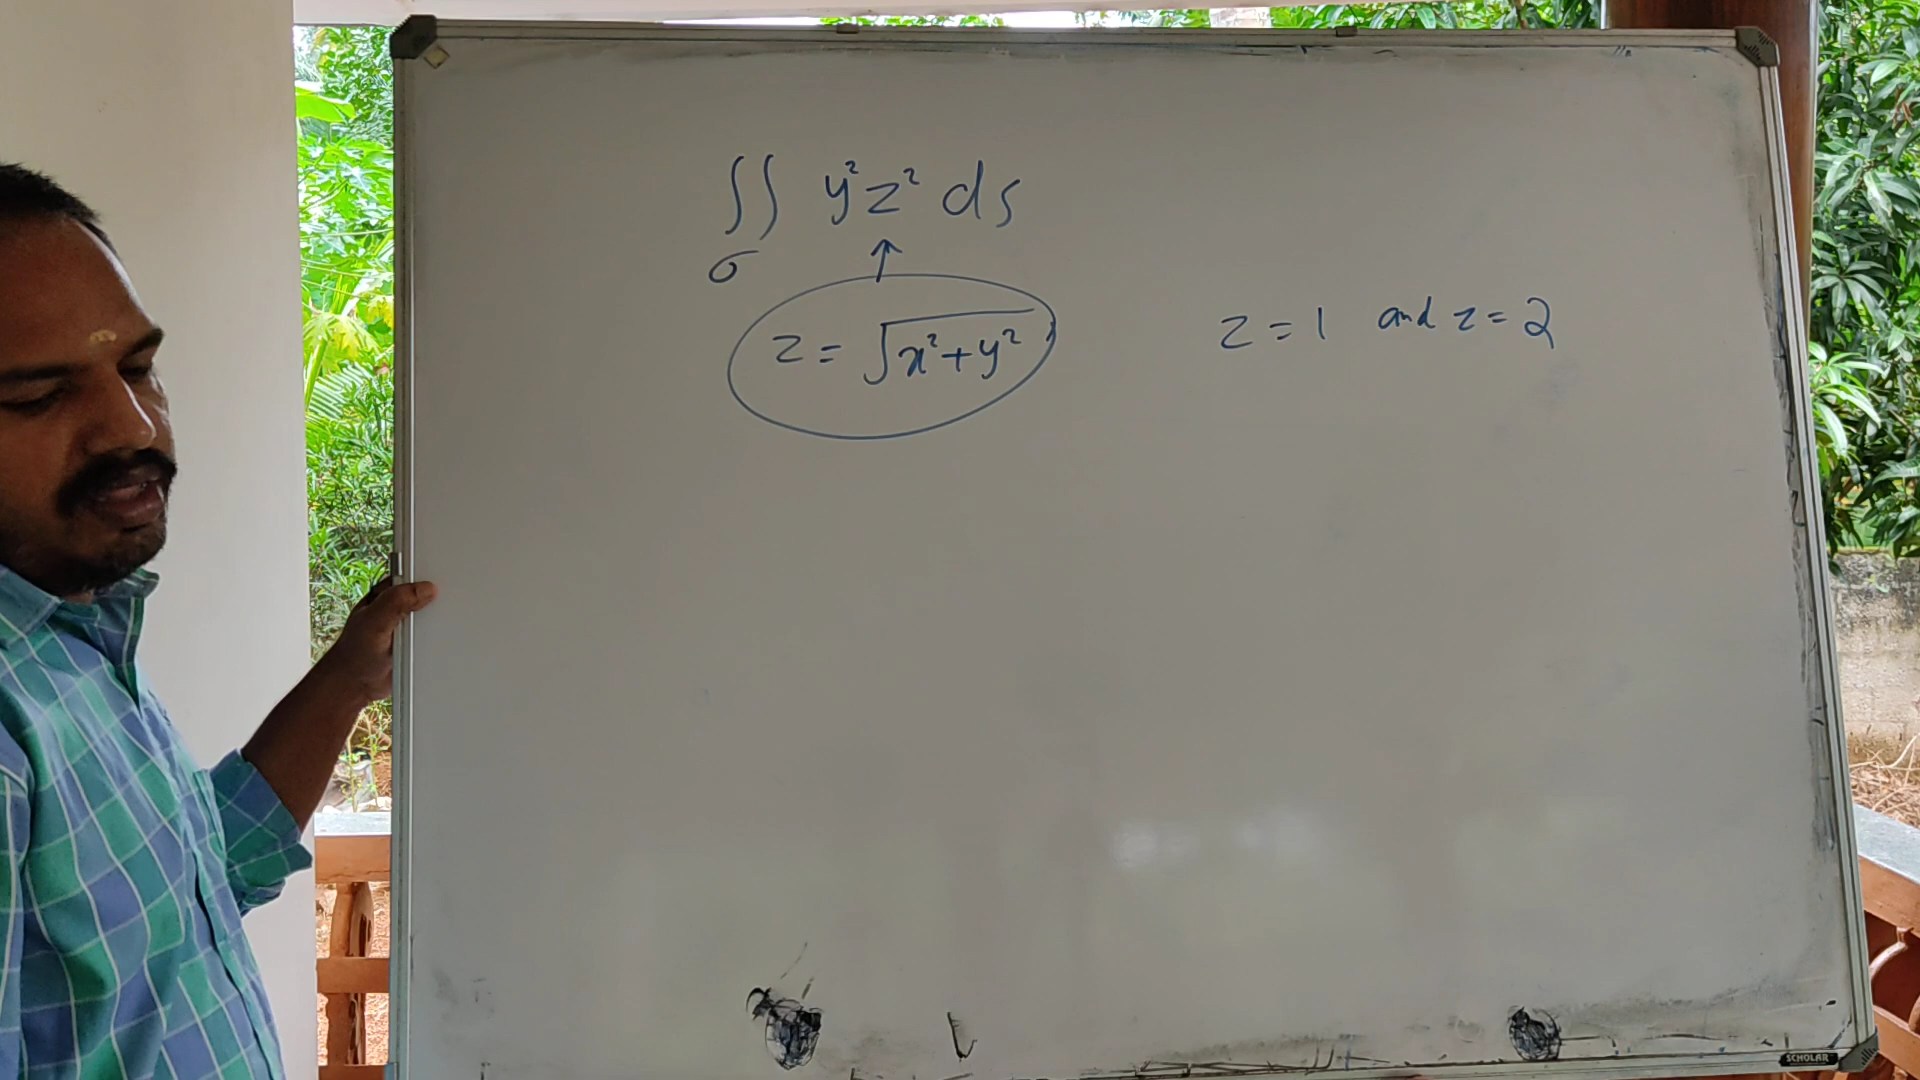 ∬ y²z² ds
σ
↑
z = √x²+y²
z = 1 and z = 2
SCHOLAR